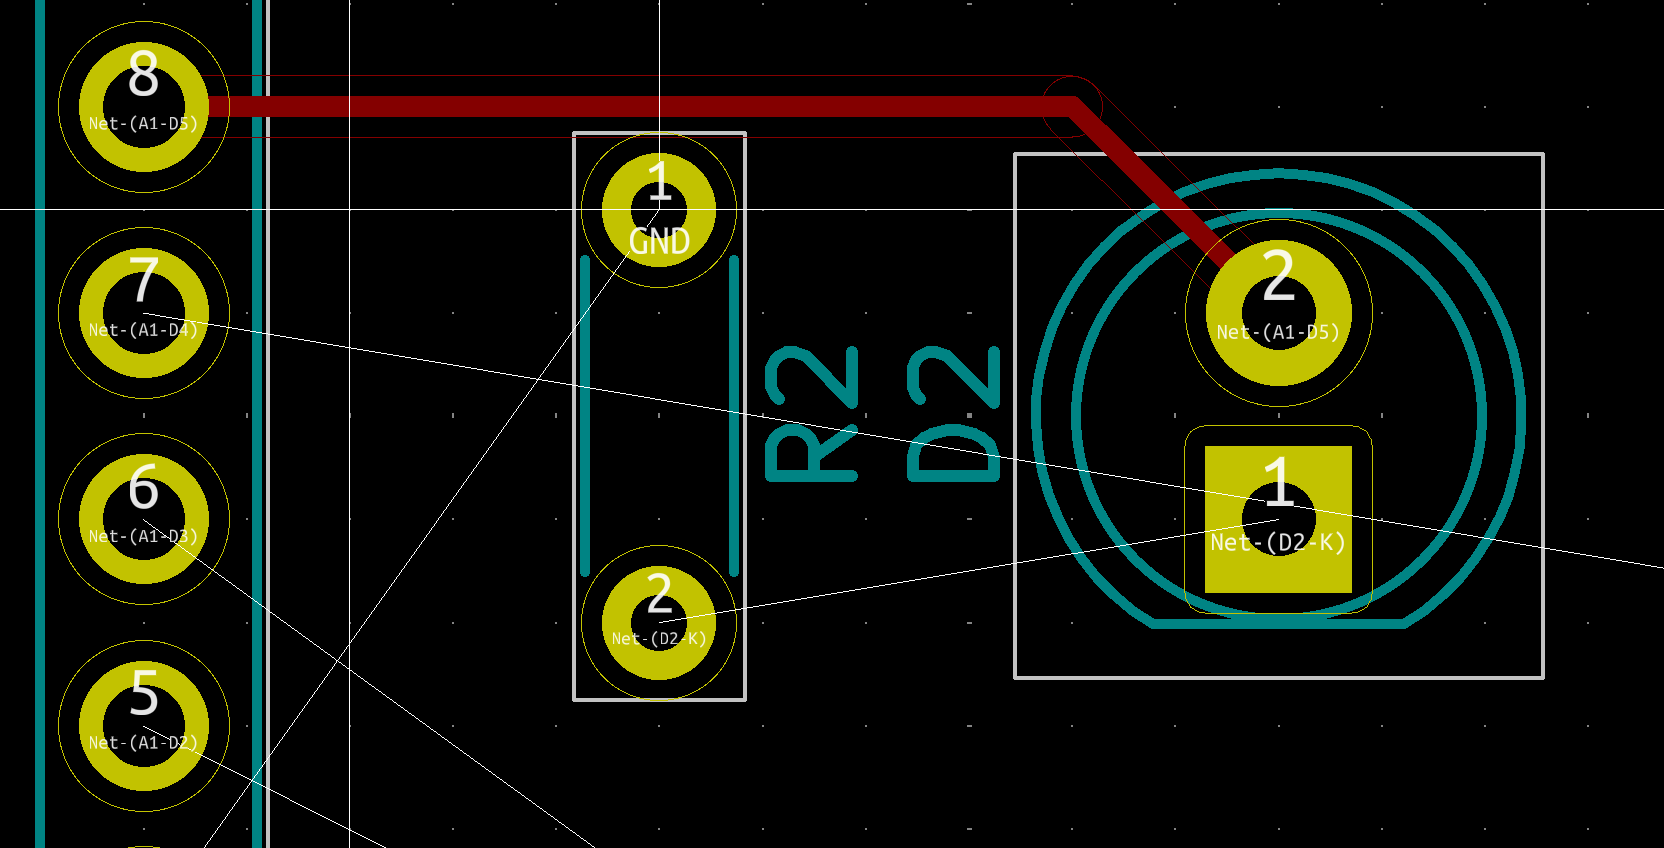 8
Net-(A1-D5)
7
Net-(A1-D4)
6
Net-(A1-D3)
5
Net-(A1-D2)
1
GND
2
Net-(D2-K)
R2
D2
2
Net-(A1-D5)
1
Net-(D2-K)